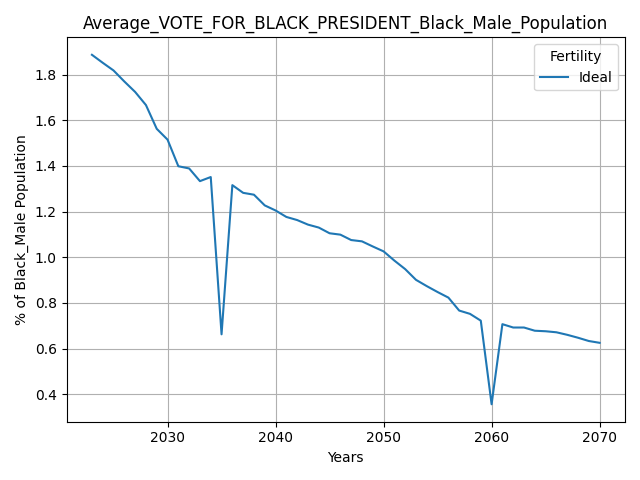 Average_VOTE_FOR_BLACK_PRESIDENT_Black_Male_Population
Fertility
Ideal
1.8
1.6
1.4
1.2
1.0
0.8
0.6
0.4
% of Black_Male Population
2030 2040 2050 2060 2070
Years